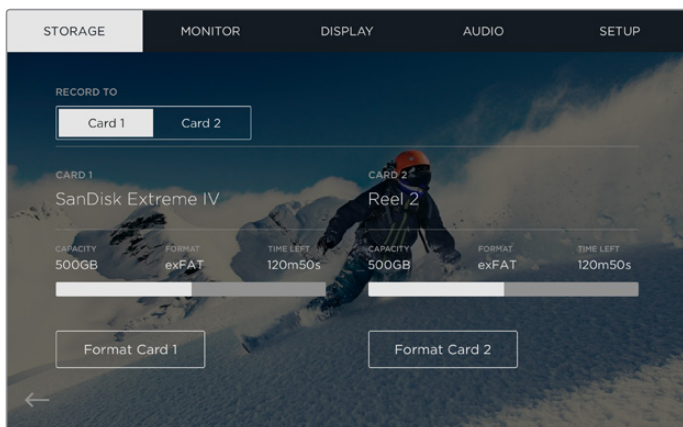 STORAGE MONITOR DISPLAY AUDIO SETUP
RECORD TO
Card 1 Card 2
CARD 1 CARD 2
SanDisk Extreme IV Reel 2
CAPACITY FORMAT TIME LEFT CAPACITY FORMAT TIME LEFT
500GB exFAT 120m50s 500GB exFAT 120m50s
Format Card 1 Format Card 2